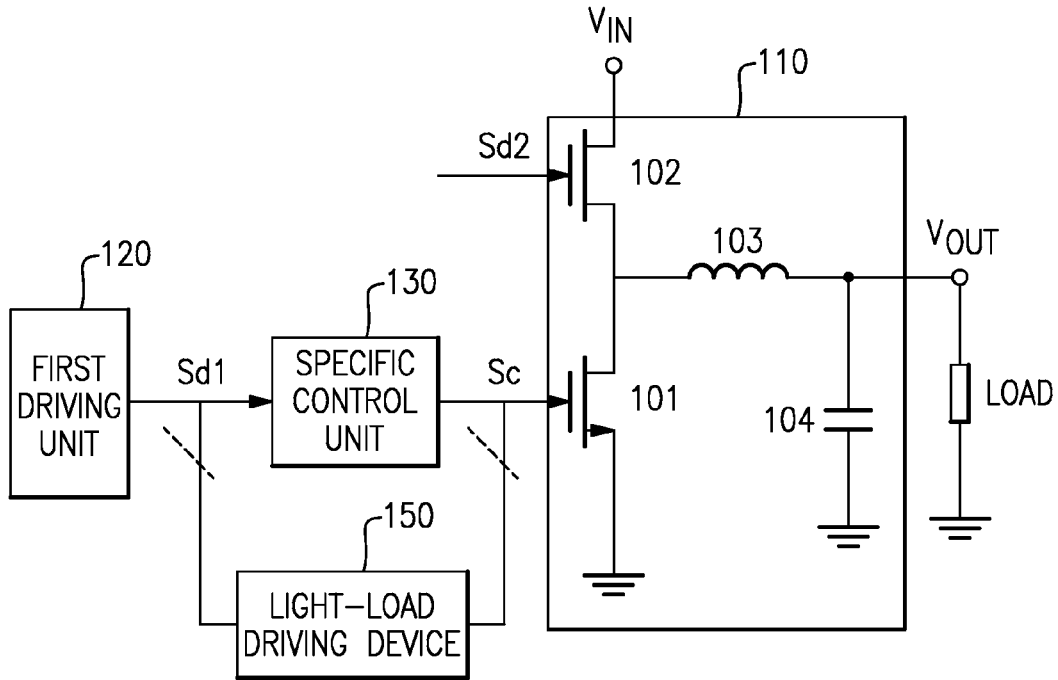 VIN
110
Sd2
102
103
VOUT
120
130
FIRST
DRIVING
UNIT
Sd1
SPECIFIC
CONTROL
UNIT
Sc
101
104
LOAD
150
LIGHT-LOAD
DRIVING DEVICE